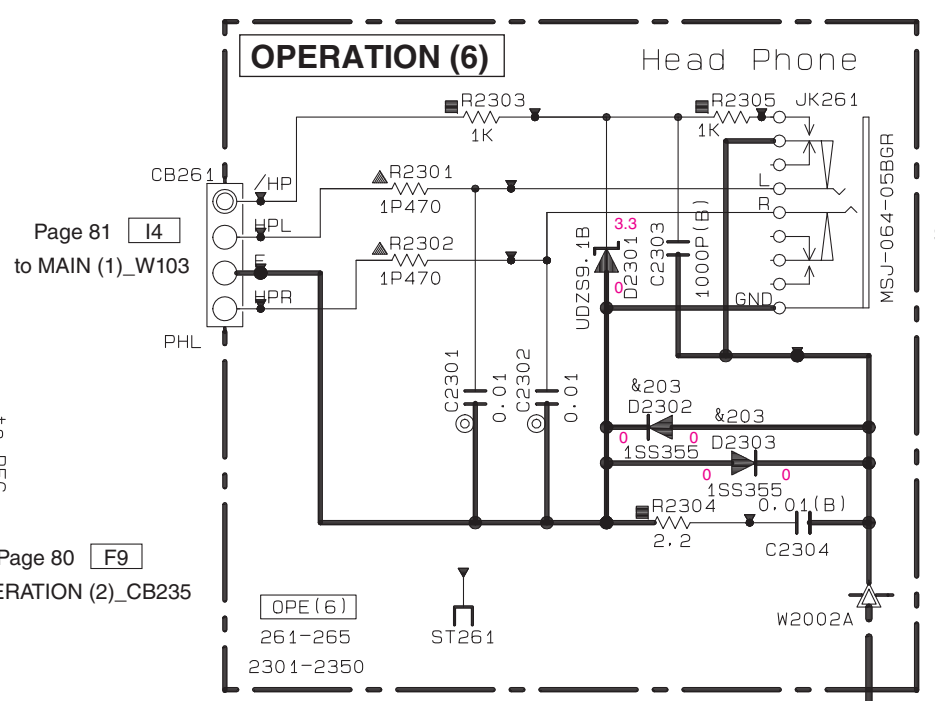 OPERATION (6)
Head Phone
R2303
1K
R2305
1K
JK261
CB261
/HP
HPL
E
HPR
PHL
Page 81 I4
to MAIN (1)_W103
R2301
1P470
R2302
1P470
L
R
GND
MSJ-064-05BGR
UDZS9.1B
3.3
0
D2301
C2303
1000P(B)
C2301
0.01
C2302
0.01
&203
D2302
0 0
1SS355
&203
D2303
0 0
1SS355
R2304
2.2
0.01(B)
C2304
Page 80 F9
ERATION (2)_CB235
OPE(6)
261-265
2301-2350
ST261
W2002A